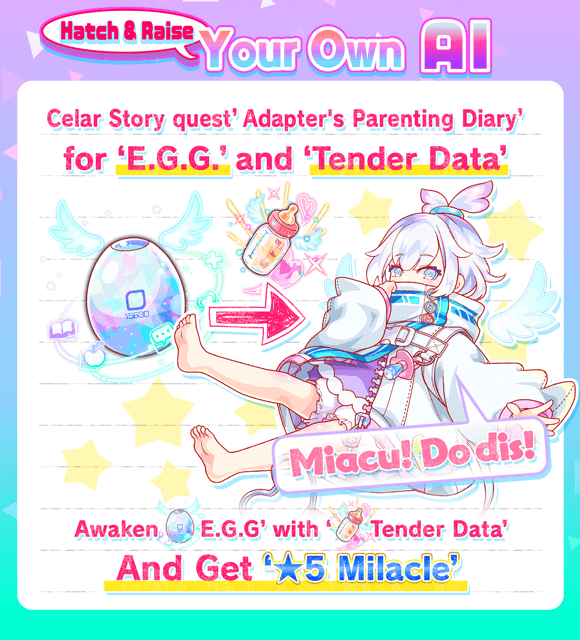 Hatch & Raise
Your Own AI
Celar Story quest' Adapter's Parenting Diary'
for 'E.G.G.' and 'Tender Data'
15630
Miacu! Do dis!
Awaken E.G.G' with ' Tender Data'
And Get '★5 Milacle'